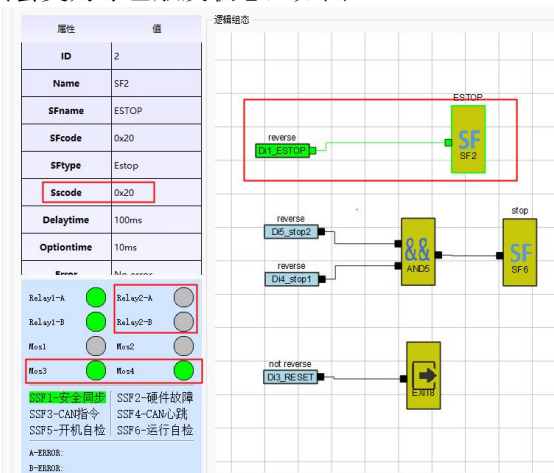 属性 值
ID 2
Name SF2
SFname ESTOP
SFcode 0x20
SFtype Estop
Sscode 0x20
Delaytime 100ms
Optiontime 10ms
Error No error
Relay1-A Relay2-A
Relay1-B Relay2-B
Mos1 Mos2
Mos3 Mos4
SSF1-安全同步 SSF2-硬件故障
SSF3-CAN指令 SSF4-CAN心跳
SSF5-开机自检 SSF6-运行自检
A-ERROR:
B-ERROR:
逻辑组态
ESTOP
reverse
DI1_ESTOP
SF
SF2
reverse
Di5_stop2
reverse
Di4_stop1
&&
AND5
stop
SF
SF6
not reverse
DI3_RESET
EXIT8